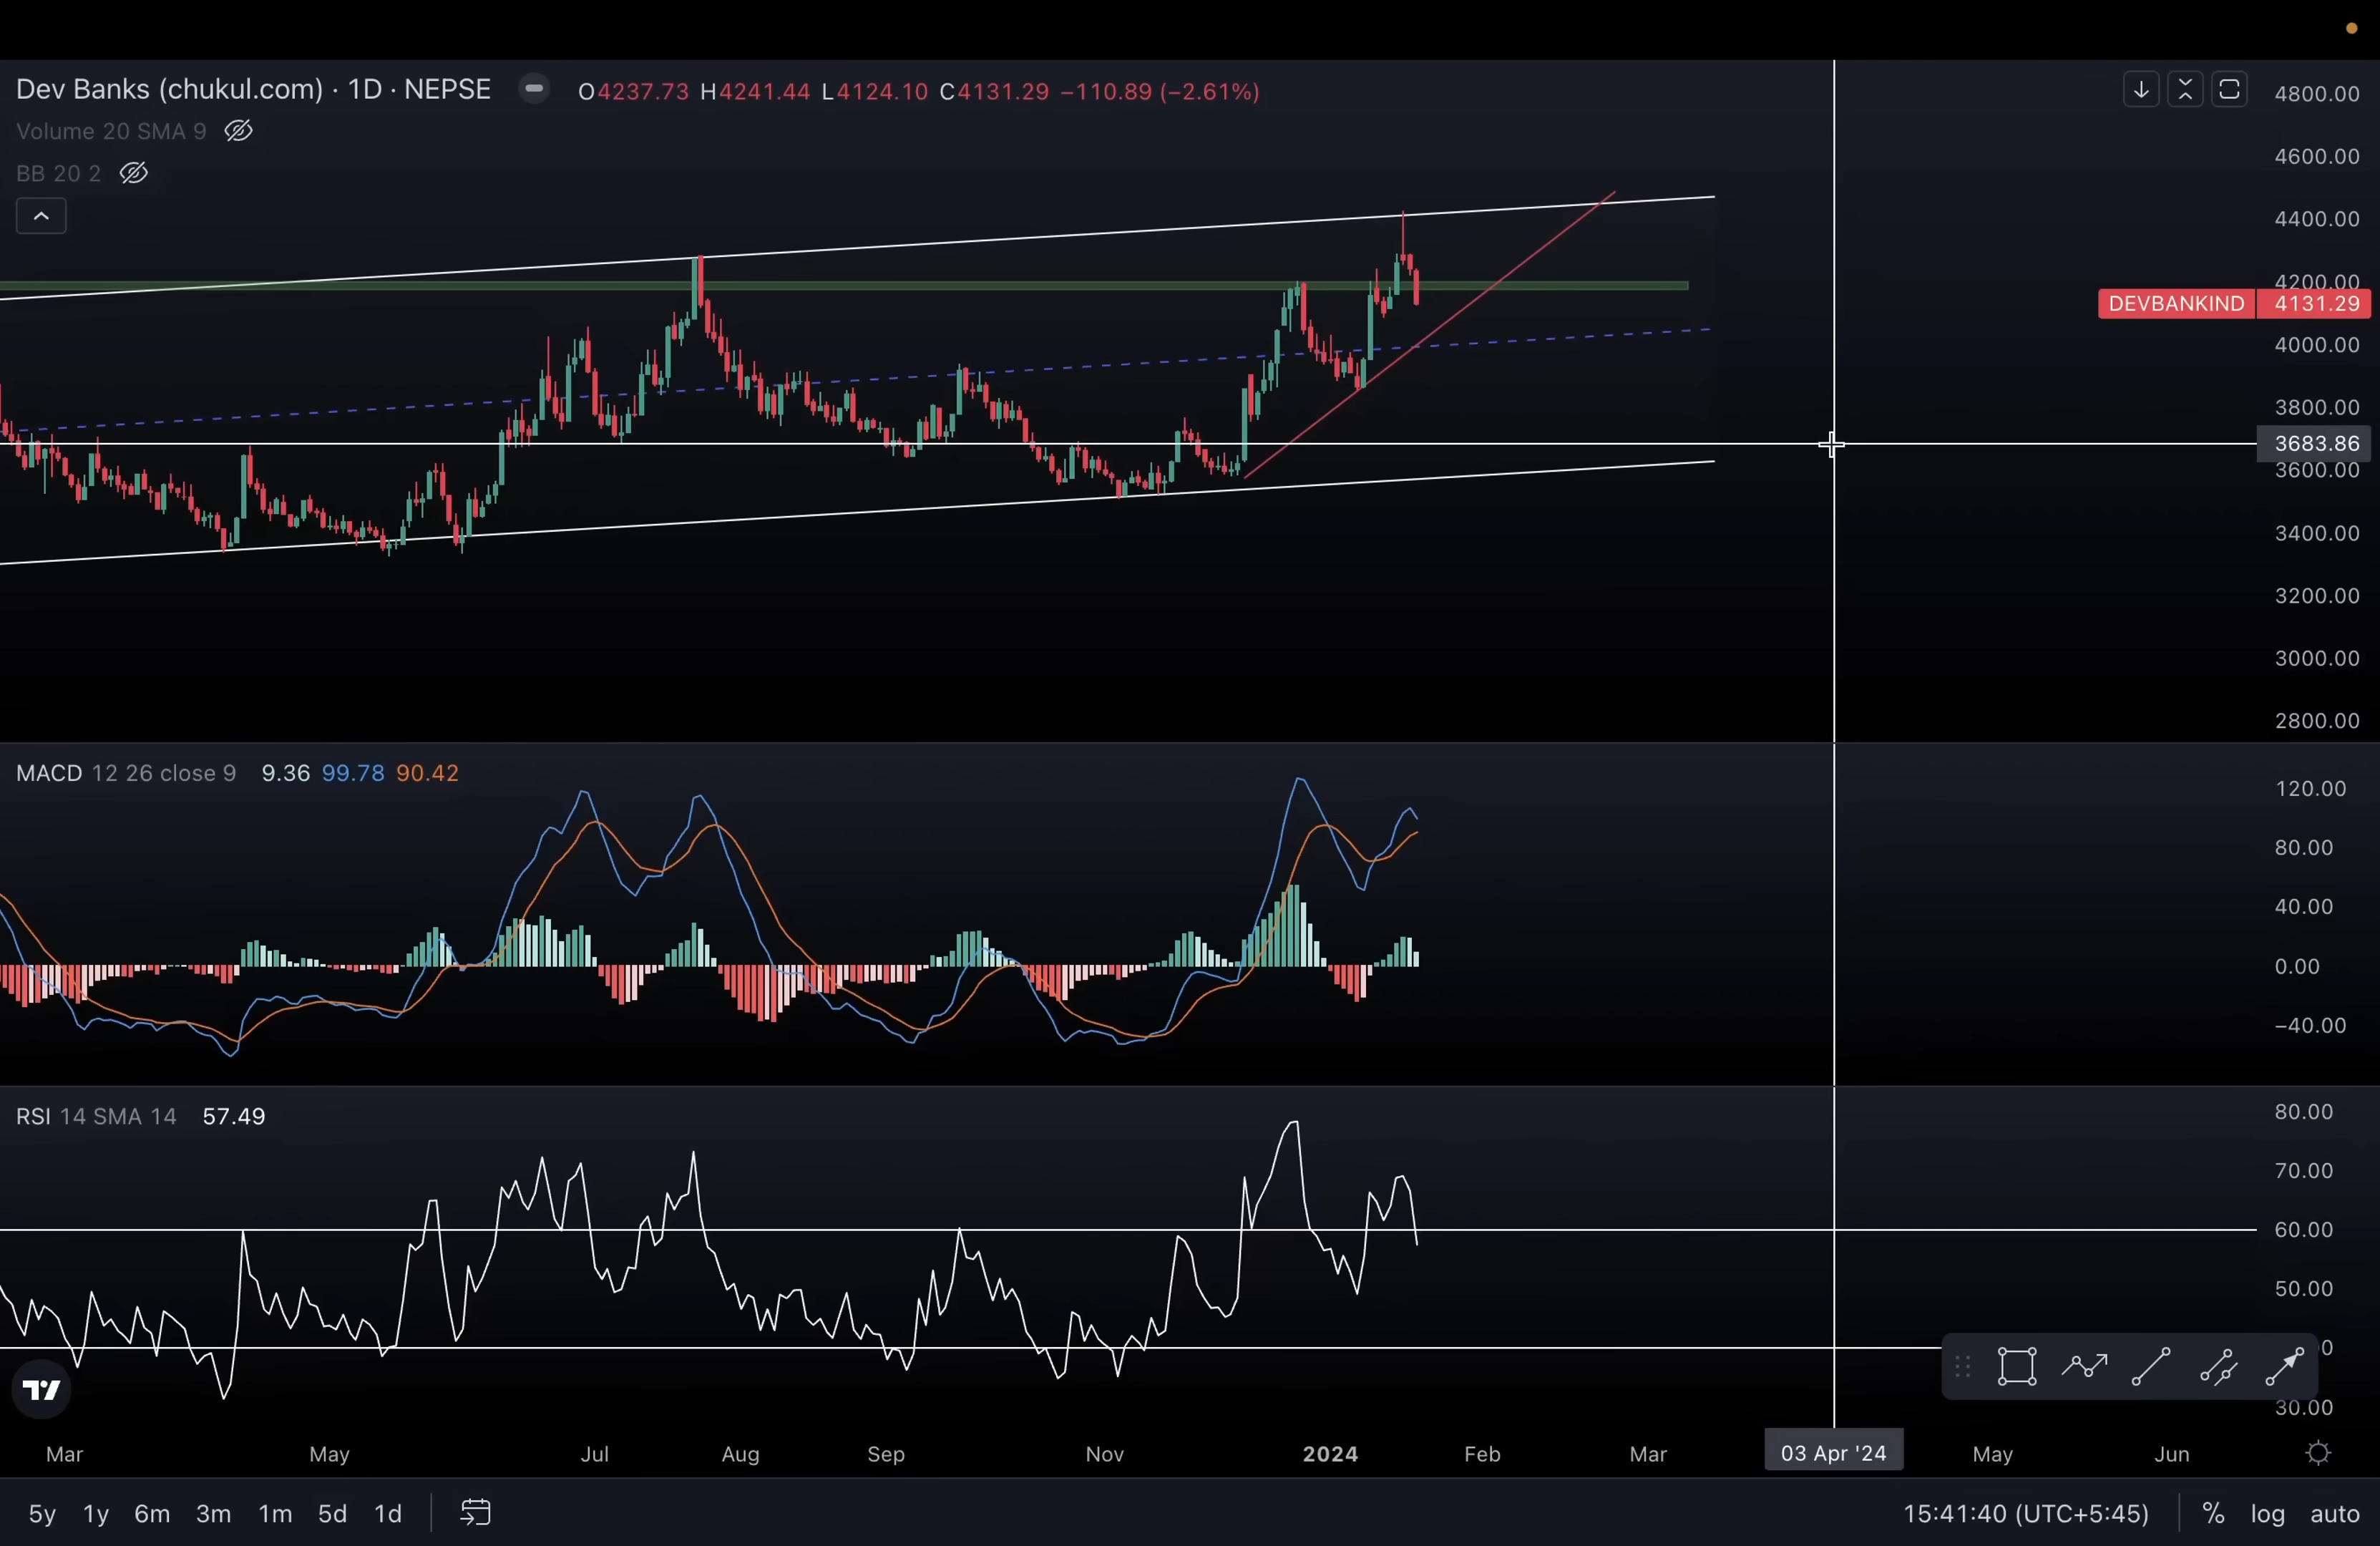 Dev Banks (chukul.com) · 1D · NEPSE O4237.73 H4241.44 L4124.10 C4131.29 −110.89 (−2.61%)
Volume 20 SMA 9
BB 20 2
4800.00
4600.00
4400.00
4200.00
DEVBANKIND 4131.29
4000.00
3800.00
3683.86
3600.00
3400.00
3200.00
3000.00
2800.00
MACD 12 26 close 9 9.36 99.78 90.42
120.00
80.00
40.00
0.00
−40.00
RSI 14 SMA 14 57.49
80.00
70.00
60.00
50.00
0
30.00
Mar May Jul Aug Sep Nov 2024 Feb Mar 03 Apr '24 May Jun
5y 1y 6m 3m 1m 5d 1d 15:41:40 (UTC+5:45) % log auto